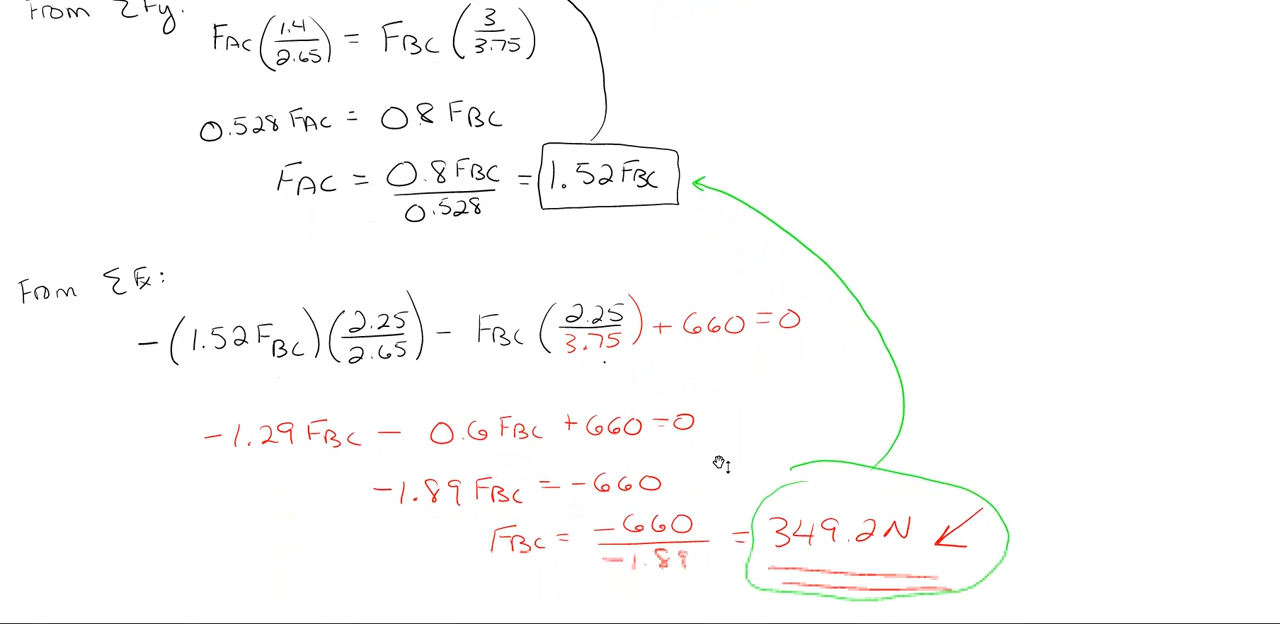 From ΣFy:
FAC(1.4/2.65) = FBC(3/3.75)
0.528 FAC = 0.8 FBC
FAC = 0.8 FBC/0.528 = 1.52 FBC
From ΣFx:
-(1.52 FBC)(2.25/2.65) - FBC(2.25/3.75) + 660 = 0
-1.29 FBC - 0.6 FBC + 660 = 0
-1.89 FBC = -660
FBC = -660/-1.89 = 349.2N ↙